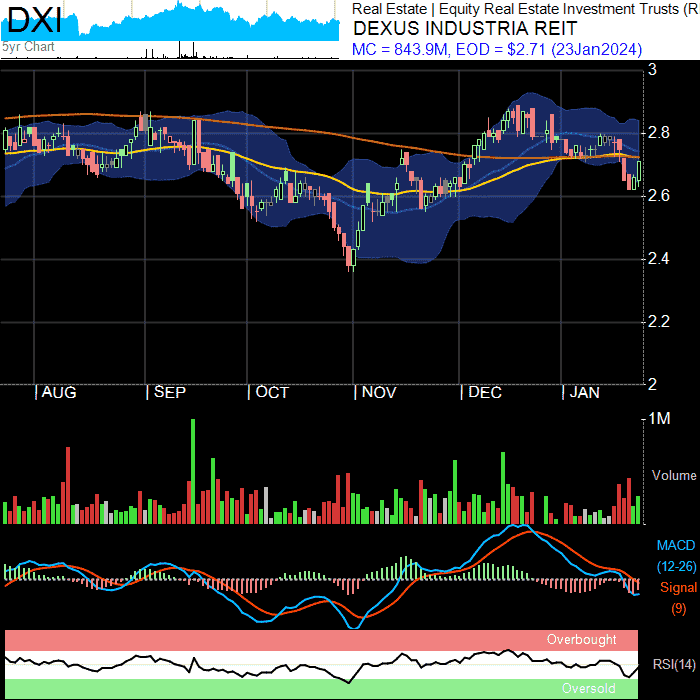 DXI
Real Estate | Equity Real Estate Investment Trusts (R
DEXUS INDUSTRIA REIT
5yr Chart
MC = 843.9M, EOD = $2.71 (23Jan2024)
3
2.8
2.6
2.4
2.2
2
| AUG | SEP | OCT | NOV | DEC | JAN
1M
Volume
MACD
(12-26)
Signal
(9)
Overbought
RSI(14)
Oversold